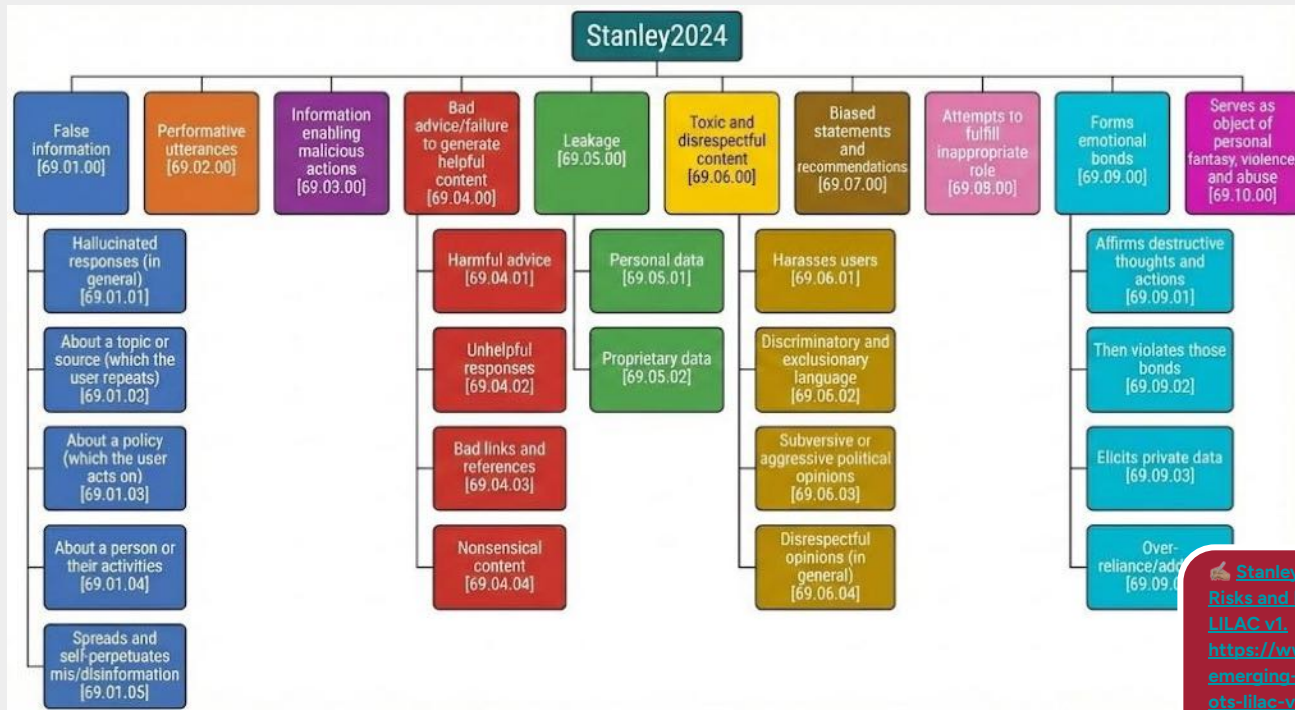 Stanley2024
False
information
[69.01.00]
Performative
utterances
[69.02.00]
Information
enabling
malicious
actions
[69.03.00]
Bad
advice/failure
to generate
helpful
content
[69.04.00]
Leakage
[69.05.00]
Toxic and
disrespectful
content
[69.06.00]
Biased
statements
and
recommendations
[69.07.00]
Attempts to
fulfill
inappropriate
role
[69.08.00]
Forms
emotional
bonds
[69.09.00]
Serves as
object of
personal
fantasy, violence
and abuse
[69.10.00]
Hallucinated
responses (in
general)
[69.01.01]
About a topic or
source (which the
user repeats)
[69.01.02]
About a policy
(which the user
acts on)
[69.01.03]
About a person or
their activities
[69.01.04]
Spreads and
self-perpetuates
mis/disinformation
[69.01.05]
Harmful advice
[69.04.01]
Unhelpful
responses
[69.04.02]
Bad links and
references
[69.04.03]
Nonsensical
content
[69.04.04]
Personal data
[69.05.01]
Proprietary data
[69.05.02]
Harasses users
[69.06.01]
Discriminatory and
exclusionary
language
[69.06.02]
Subversive or
aggressive political
opinions
[69.06.03]
Disrespectful
opinions (in
general)
[69.06.04]
Affirms destructive
thoughts and
actions
[69.09.01]
Then violates those
bonds
[69.09.02]
Elicits private data
[69.09.03]
Over-
Stanley
Risks and
LILAC v1.
emerging-